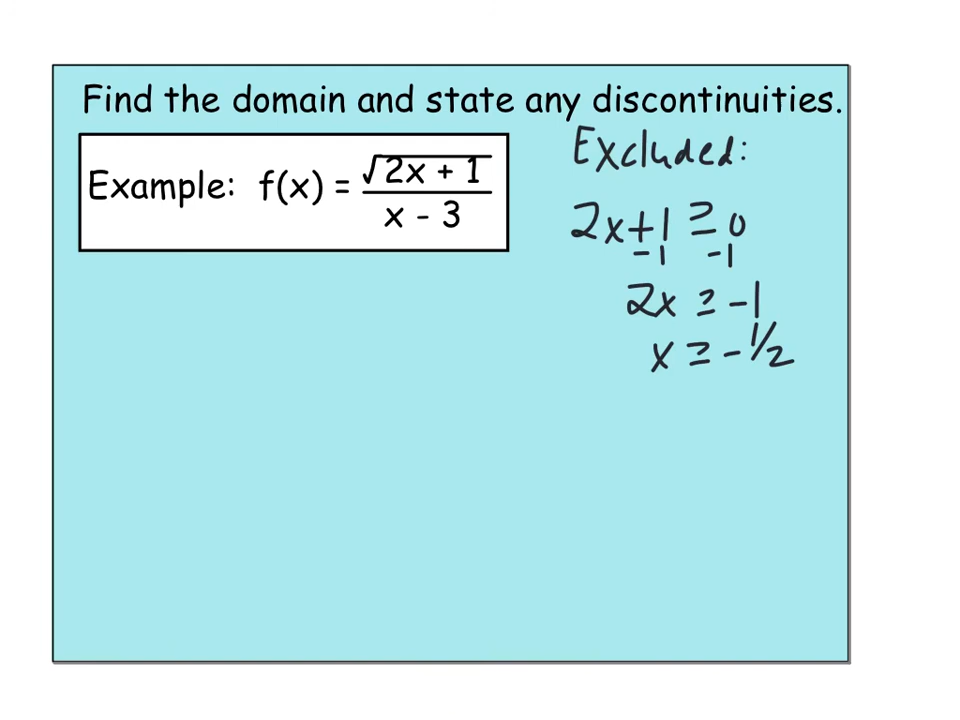 Find the domain and state any discontinuities.
Example: f(x) = √(2x + 1) / (x - 3)
Excluded:
2x+1 ≥ 0
-1 -1
2x ≥ -1
x ≥ -1/2